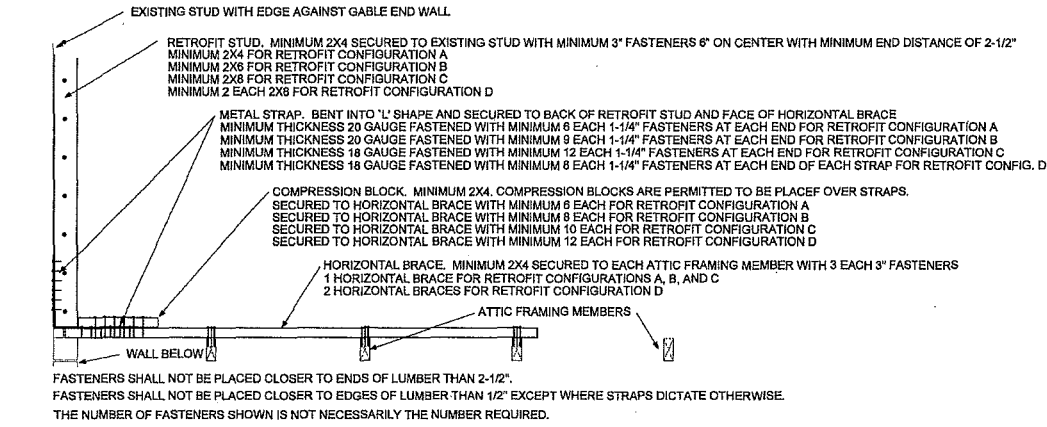 EXISTING STUD WITH EDGE AGAINST GABLE END WALL
RETROFIT STUD. MINIMUM 2X4 SECURED TO EXISTING STUD WITH MINIMUM 3" FASTENERS 6" ON CENTER WITH MINIMUM END DISTANCE OF 2-1/2"
MINIMUM 2X4 FOR RETROFIT CONFIGURATION A
MINIMUM 2X6 FOR RETROFIT CONFIGURATION B
MINIMUM 2X8 FOR RETROFIT CONFIGURATION C
MINIMUM 2 EACH 2X8 FOR RETROFIT CONFIGURATION D
METAL STRAP. BENT INTO `L' SHAPE AND SECURED TO BACK OF RETROFIT STUD AND FACE OF HORIZONTAL BRACE
MINIMUM THICKNESS 20 GAUGE FASTENED WITH MINIMUM 6 EACH 1-1/4" FASTENERS AT EACH END FOR RETROFIT CONFIGURATION A
MINIMUM THICKNESS 20 GAUGE FASTENED WITH MINIMUM 9 EACH 1-1/4" FASTENERS AT EACH END FOR RETROFIT CONFIGURATION B
MINIMUM THICKNESS 18 GAUGE FASTENED WITH MINIMUM 12 EACH 1-1/4" FASTENERS AT EACH END FOR RETROFIT CONFIGURATION C
MINIMUM THICKNESS 18 GAUGE FASTENED WITH MINIMUM 8 EACH 1-1/4" FASTENERS AT EACH END OF EACH STRAP FOR RETROFIT CONFIG. D
COMPRESSION BLOCK. MINIMUM 2X4. COMPRESSION BLOCKS ARE PERMITTED TO BE PLACEF OVER STRAPS.
SECURED TO HORIZONTAL BRACE WITH MINIMUM 6 EACH FOR RETROFIT CONFIGURATION A
SECURED TO HORIZONTAL BRACE WITH MINIMUM 8 EACH FOR RETROFIT CONFIGURATION B
SECURED TO HORIZONTAL BRACE WITH MINIMUM 10 EACH FOR RETROFIT CONFIGURATION C
SECURED TO HORIZONTAL BRACE WITH MINIMUM 12 EACH FOR RETROFIT CONFIGURATION D
HORIZONTAL BRACE. MINIMUM 2X4 SECURED TO EACH ATTIC FRAMING MEMBER WITH 3 EACH 3" FASTENERS
1 HORIZONTAL BRACE FOR RETROFIT CONFIGURATIONS A, B, AND C
2 HORIZONTAL BRACES FOR RETROFIT CONFIGURATION D
ATTIC FRAMING MEMBERS
WALL BELOW
FASTENERS SHALL NOT BE PLACED CLOSER TO ENDS OF LUMBER THAN 2-1/2".
FASTENERS SHALL NOT BE PLACED CLOSER TO EDGES OF LUMBER THAN 1/2" EXCEPT WHERE STRAPS DICTATE OTHERWISE.
THE NUMBER OF FASTENERS SHOWN IS NOT NECESSARILY THE NUMBER REQUIRED.